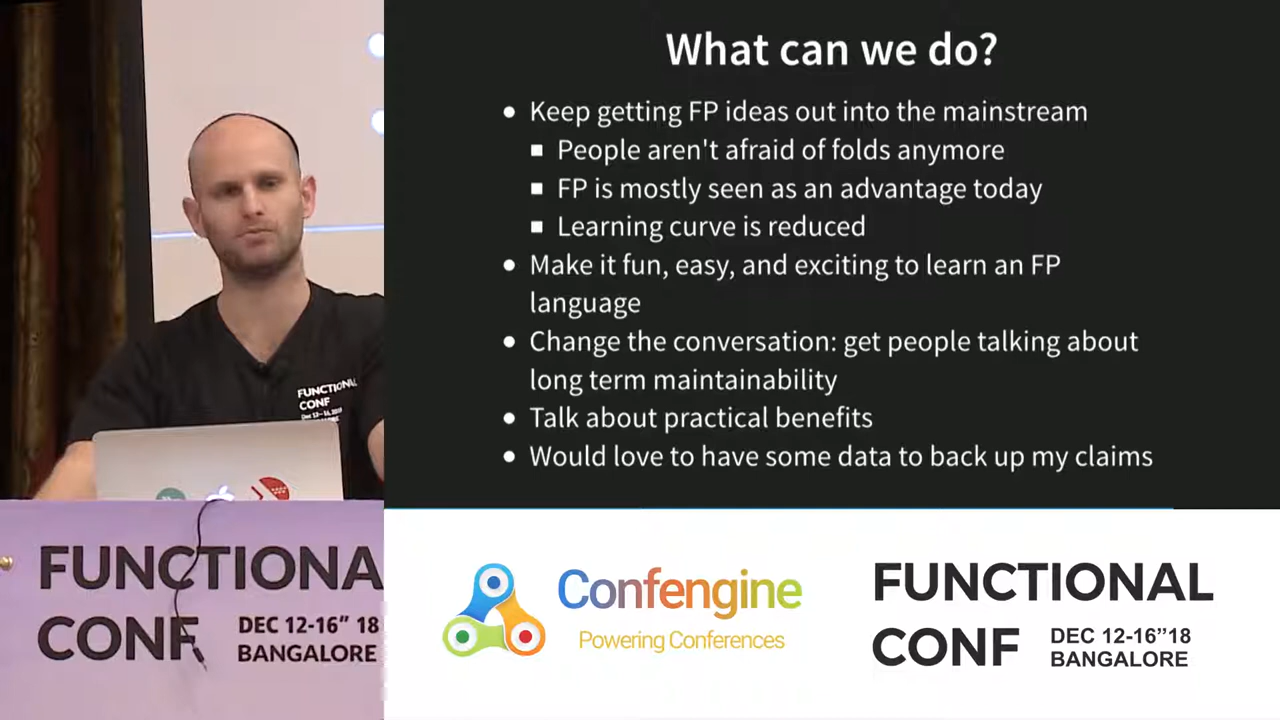 What can we do?
Keep getting FP ideas out into the mainstream
People aren't afraid of folds anymore
FP is mostly seen as an advantage today
Learning curve is reduced
Make it fun, easy, and exciting to learn an FP
language
Change the conversation: get people talking about
long term maintainability
Talk about practical benefits
Would love to have some data to back up my claims
FUNCTIONAL
CONF
FUNCTIONA
CONF
DEC 12-16” 18
BANGALORE
Confengine
Powering Conferences
FUNCTIONAL
CONF
DEC 12-16”18
BANGALORE